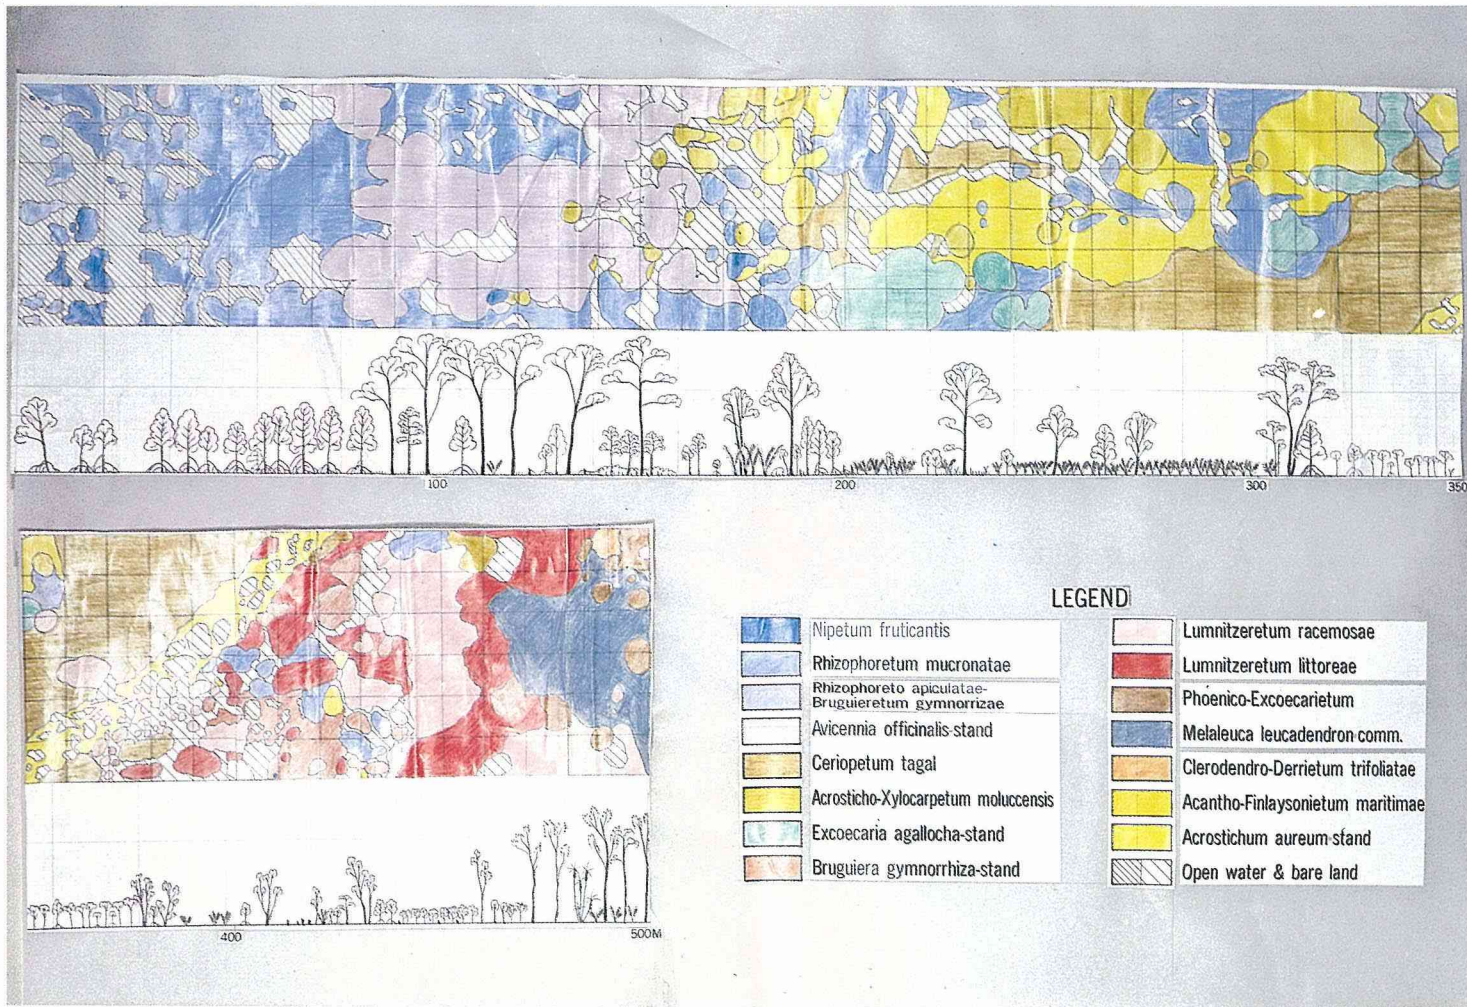 100
200
300
350
400
500M
LEGEND
Nipetum fruticantis
Rhizophoretum mucronatae
Rhizophoreto apiculatae-
Bruguieretum gymnorrizae
Avicennia officinalis-stand
Ceriopetum tagal
Acrosticho-Xylocarpetum moluccensis
Excoecaria agallocha-stand
Bruguiera gymnorrhiza-stand
Lumnitzeretum racemosae
Lumnitzeretum littoreae
Phoenico-Excoecarietum
Melaleuca leucadendron comm.
Clerodendro-Derrietum trifoliatae
Acantho-Finlaysonietum maritimae
Acrostichum aureum-stand
Open water & bare land